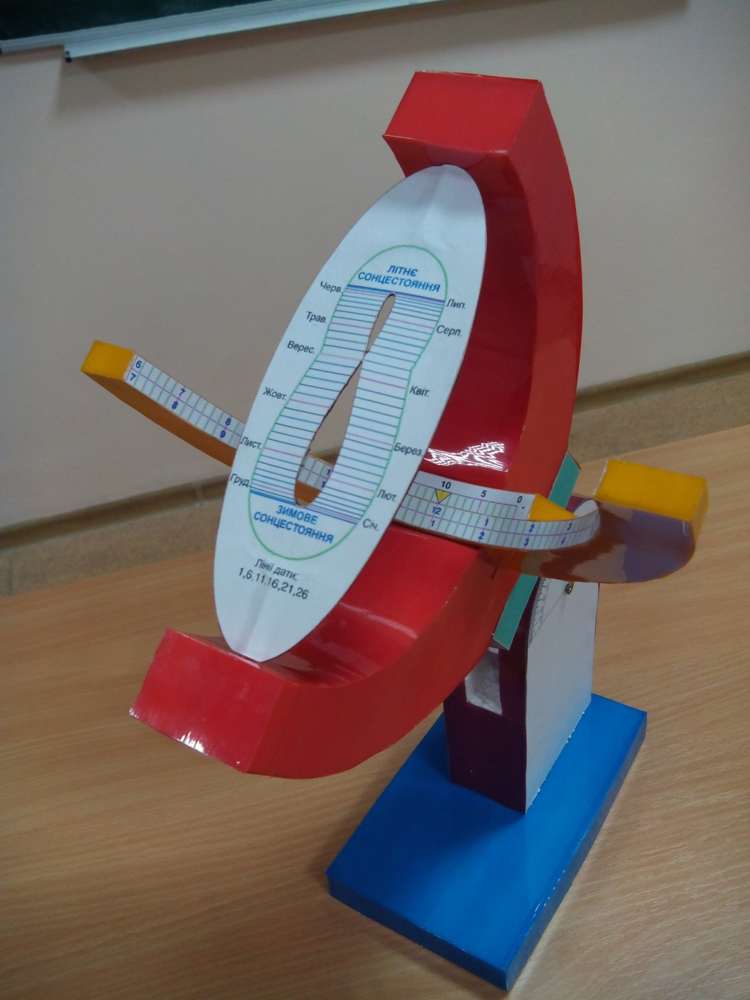 ЛІТНЄ
СОНЦЕСТОЯННЯ
Черв.
Лип.
Трав.
Серп.
Верес.
Квіт.
Жовт.
Берез.
Лист.
Лют.
Груд.
Січ.
ЗИМОВЕ
СОНЦЕСТОЯННЯ
Лінії дати:
1,6,11,16,21,26
6 7 8
7 8 9
10 5 0
12 1 2 3
1 2 3 4